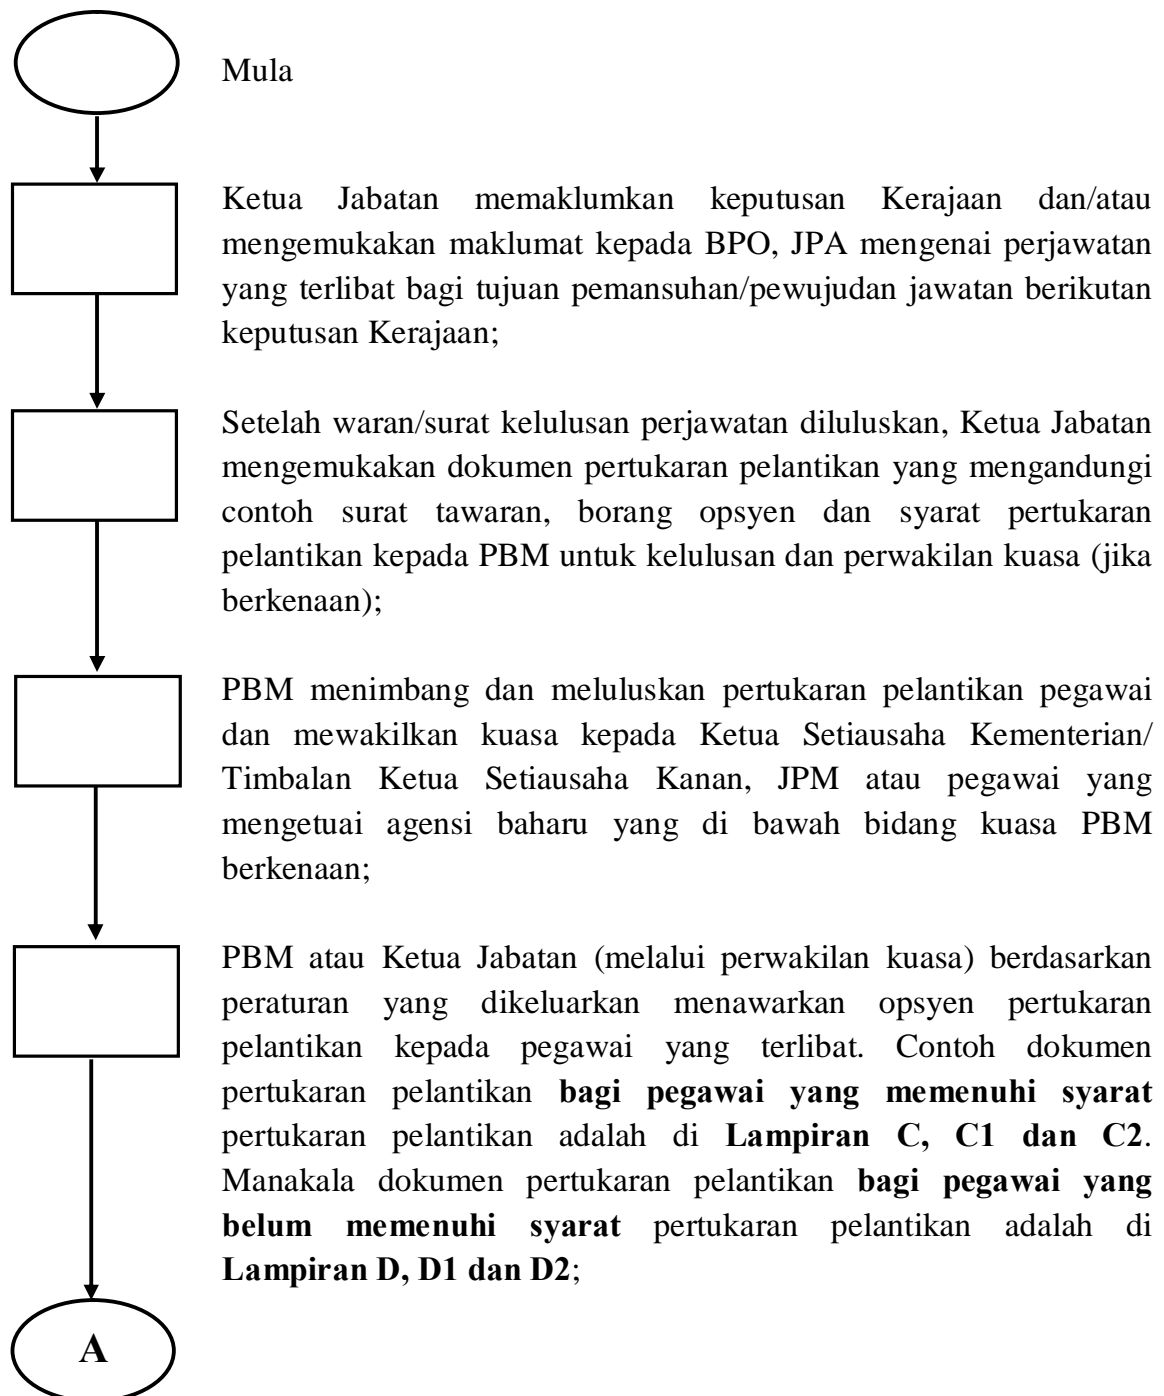 Mula
Ketua Jabatan memaklumkan keputusan Kerajaan dan/atau
mengemukakan maklumat kepada BPO, JPA mengenai perjawatan
yang terlibat bagi tujuan pemansuhan/pewujudan jawatan berikutan
keputusan Kerajaan;
Setelah waran/surat kelulusan perjawatan diluluskan, Ketua Jabatan
mengemukakan dokumen pertukaran pelantikan yang mengandungi
contoh surat tawaran, borang opsyen dan syarat pertukaran
pelantikan kepada PBM untuk kelulusan dan perwakilan kuasa (jika
berkenaan);
PBM menimbang dan meluluskan pertukaran pelantikan pegawai
dan mewakilkan kuasa kepada Ketua Setiausaha Kementerian/
Timbalan Ketua Setiausaha Kanan, JPM atau pegawai yang
mengetuai agensi baharu yang di bawah bidang kuasa PBM
berkenaan;
PBM atau Ketua Jabatan (melalui perwakilan kuasa) berdasarkan
peraturan yang dikeluarkan menawarkan opsyen pertukaran
pelantikan kepada pegawai yang terlibat. Contoh dokumen
pertukaran pelantikan bagi pegawai yang memenuhi syarat
pertukaran pelantikan adalah di Lampiran C, C1 dan C2.
Manakala dokumen pertukaran pelantikan bagi pegawai yang
belum memenuhi syarat pertukaran pelantikan adalah di
Lampiran D, D1 dan D2;
A